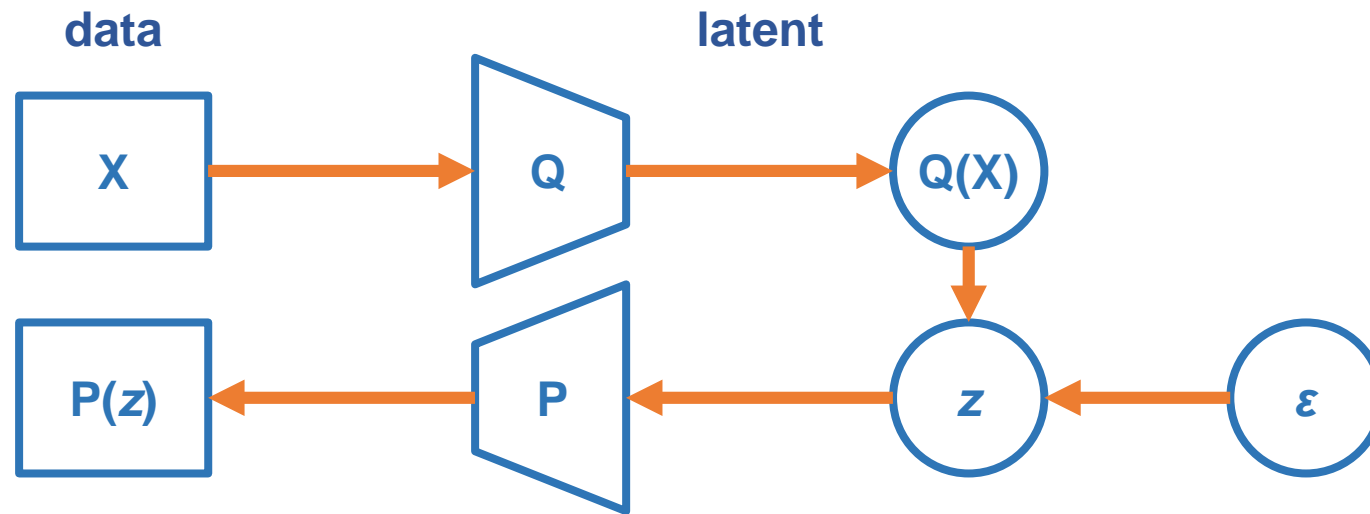 data latent
X Q Q(X)
P(z) P z ε